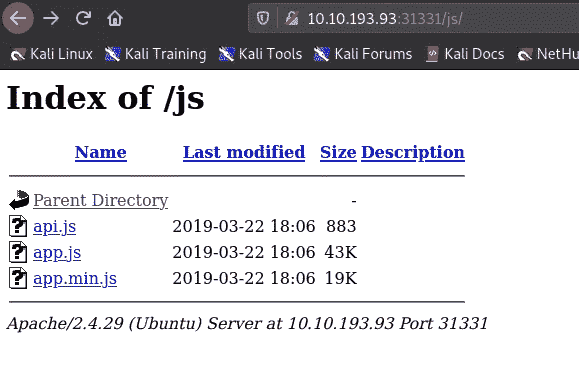 10.10.193.93:31331/js/
Kali Linux Kali Training Kali Tools Kali Forums Kali Docs NetHu
Index of /js
Name Last modified Size Description
Parent Directory -
api.js 2019-03-22 18:06 883
app.js 2019-03-22 18:06 43K
app.min.js 2019-03-22 18:06 19K
Apache/2.4.29 (Ubuntu) Server at 10.10.193.93 Port 31331